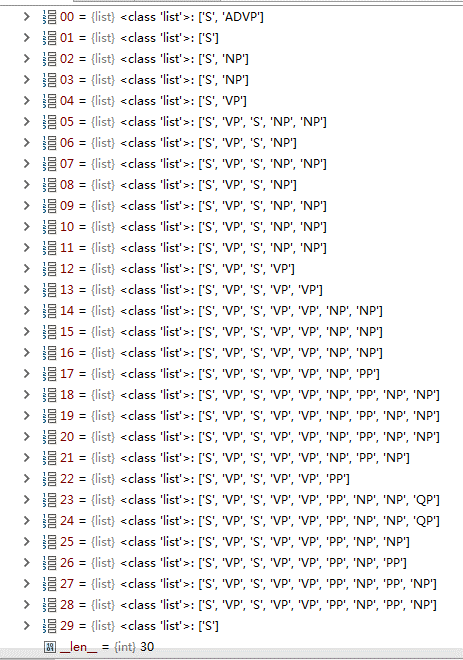 00 = {list} <class 'list'>: ['S', 'ADVP']
01 = {list} <class 'list'>: ['S']
02 = {list} <class 'list'>: ['S', 'NP']
03 = {list} <class 'list'>: ['S', 'NP']
04 = {list} <class 'list'>: ['S', 'VP']
05 = {list} <class 'list'>: ['S', 'VP', 'S', 'NP', 'NP']
06 = {list} <class 'list'>: ['S', 'VP', 'S', 'NP']
07 = {list} <class 'list'>: ['S', 'VP', 'S', 'NP', 'NP']
08 = {list} <class 'list'>: ['S', 'VP', 'S', 'NP']
09 = {list} <class 'list'>: ['S', 'VP', 'S', 'NP', 'NP']
10 = {list} <class 'list'>: ['S', 'VP', 'S', 'NP', 'NP']
11 = {list} <class 'list'>: ['S', 'VP', 'S', 'NP', 'NP']
12 = {list} <class 'list'>: ['S', 'VP', 'S', 'VP']
13 = {list} <class 'list'>: ['S', 'VP', 'S', 'VP', 'VP']
14 = {list} <class 'list'>: ['S', 'VP', 'S', 'VP', 'VP', 'NP', 'NP']
15 = {list} <class 'list'>: ['S', 'VP', 'S', 'VP', 'VP', 'NP', 'NP']
16 = {list} <class 'list'>: ['S', 'VP', 'S', 'VP', 'VP', 'NP', 'NP']
17 = {list} <class 'list'>: ['S', 'VP', 'S', 'VP', 'VP', 'NP', 'PP']
18 = {list} <class 'list'>: ['S', 'VP', 'S', 'VP', 'VP', 'NP', 'PP', 'NP', 'NP']
19 = {list} <class 'list'>: ['S', 'VP', 'S', 'VP', 'VP', 'NP', 'PP', 'NP', 'NP']
20 = {list} <class 'list'>: ['S', 'VP', 'S', 'VP', 'VP', 'NP', 'PP', 'NP', 'NP']
21 = {list} <class 'list'>: ['S', 'VP', 'S', 'VP', 'VP', 'NP', 'PP', 'NP']
22 = {list} <class 'list'>: ['S', 'VP', 'S', 'VP', 'VP', 'PP']
23 = {list} <class 'list'>: ['S', 'VP', 'S', 'VP', 'VP', 'PP', 'NP', 'NP', 'QP']
24 = {list} <class 'list'>: ['S', 'VP', 'S', 'VP', 'VP', 'PP', 'NP', 'NP', 'QP']
25 = {list} <class 'list'>: ['S', 'VP', 'S', 'VP', 'VP', 'PP', 'NP', 'NP']
26 = {list} <class 'list'>: ['S', 'VP', 'S', 'VP', 'VP', 'PP', 'NP', 'PP']
27 = {list} <class 'list'>: ['S', 'VP', 'S', 'VP', 'VP', 'PP', 'NP', 'PP', 'NP']
28 = {list} <class 'list'>: ['S', 'VP', 'S', 'VP', 'VP', 'PP', 'NP', 'PP', 'NP']
29 = {list} <class 'list'>: ['S']
__len__ = {int} 30